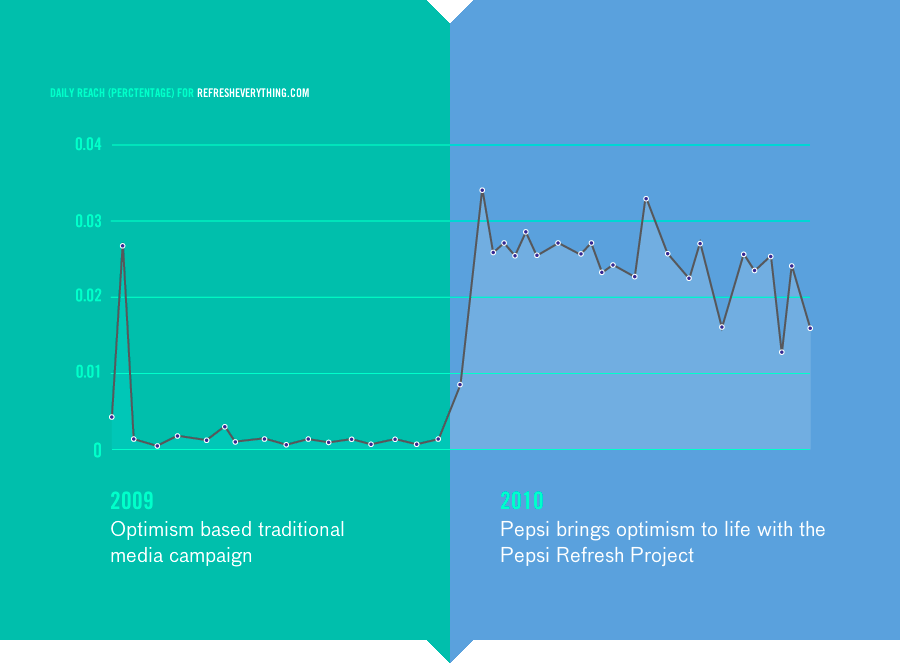 DAILY REACH (PERCTENTAGE) FOR REFRESHEVERYTHING.COM
0.04
0.03
0.02
0.01
0
2009
Optimism based traditional
media campaign
2010
Pepsi brings optimism to life with the
Pepsi Refresh Project